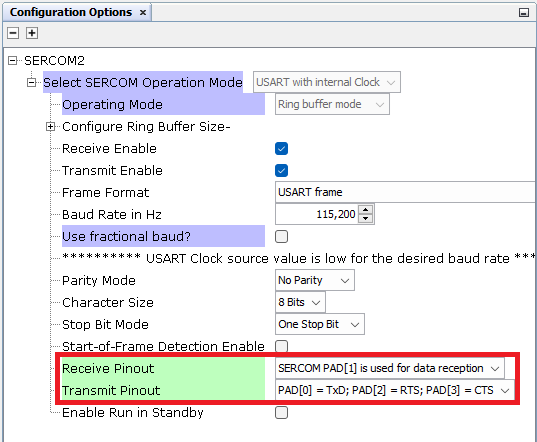 Configuration Options ×
SERCOM2
Select SERCOM Operation Mode USART with internal Clock
Operating Mode Ring buffer mode
Configure Ring Buffer Size-
Receive Enable
Transmit Enable
Frame Format USART frame
Baud Rate in Hz 115,200
Use fractional baud?
********** USART Clock source value is low for the desired baud rate ***
Parity Mode No Parity
Character Size 8 Bits
Stop Bit Mode One Stop Bit
Start-of-Frame Detection Enable
Receive Pinout SERCOM PAD[1] is used for data reception
Transmit Pinout PAD[0] = TxD; PAD[2] = RTS; PAD[3] = CTS
Enable Run in Standby